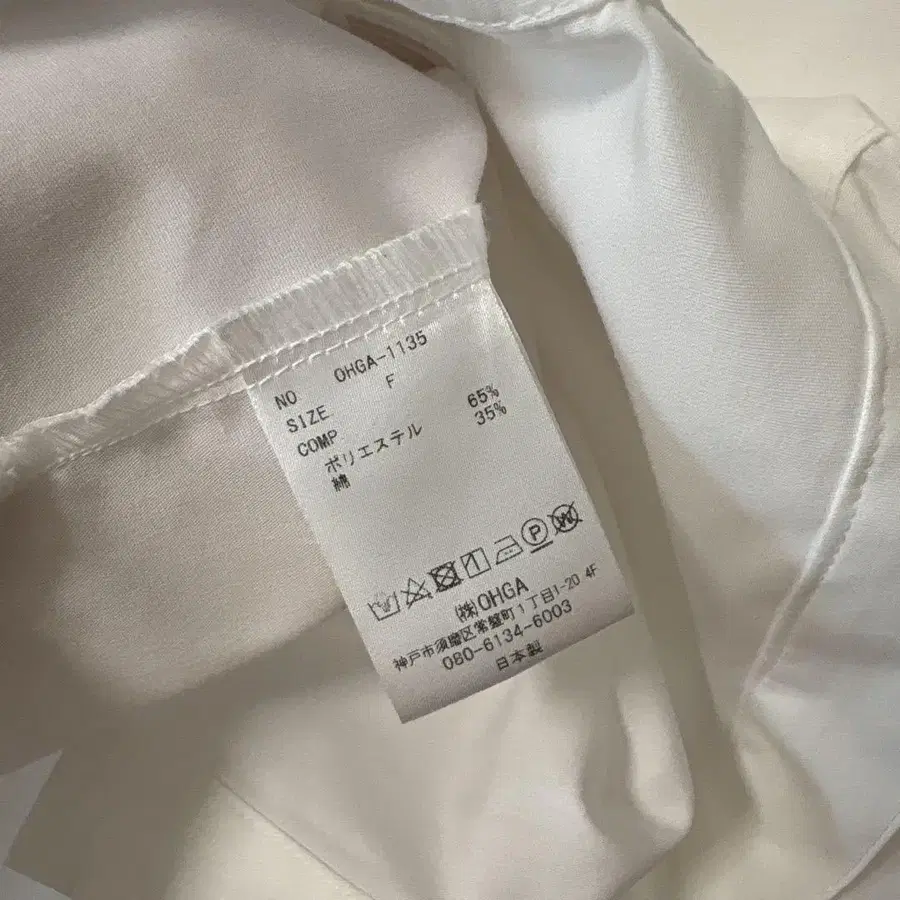 NO OHGA-1135
SIZE F
COMP
ポリエステル 65%
綿 35%
P W
㈱OHGA
神戸市須磨区常盤町1丁目1-20 4F
080-6134-6003
日本製